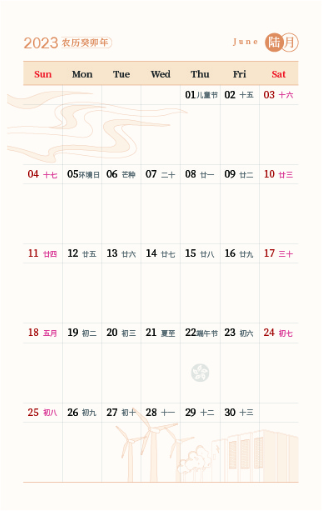 2023 农历癸卯年
June 陆月
Sun Mon Tue Wed Thu Fri Sat
01 儿童节 02 十五 03 十六
04 十七 05 环境日 06 芒种 07 二十 08 廿一 09 廿二 10 廿三
11 廿四 12 廿五 13 廿六 14 廿七 15 廿八 16 廿九 17 三十
18 五月 19 初二 20 初三 21 夏至 22 端午节 23 初六 24 初七
25 初八 26 初九 27 初十 28 十一 29 十二 30 十三